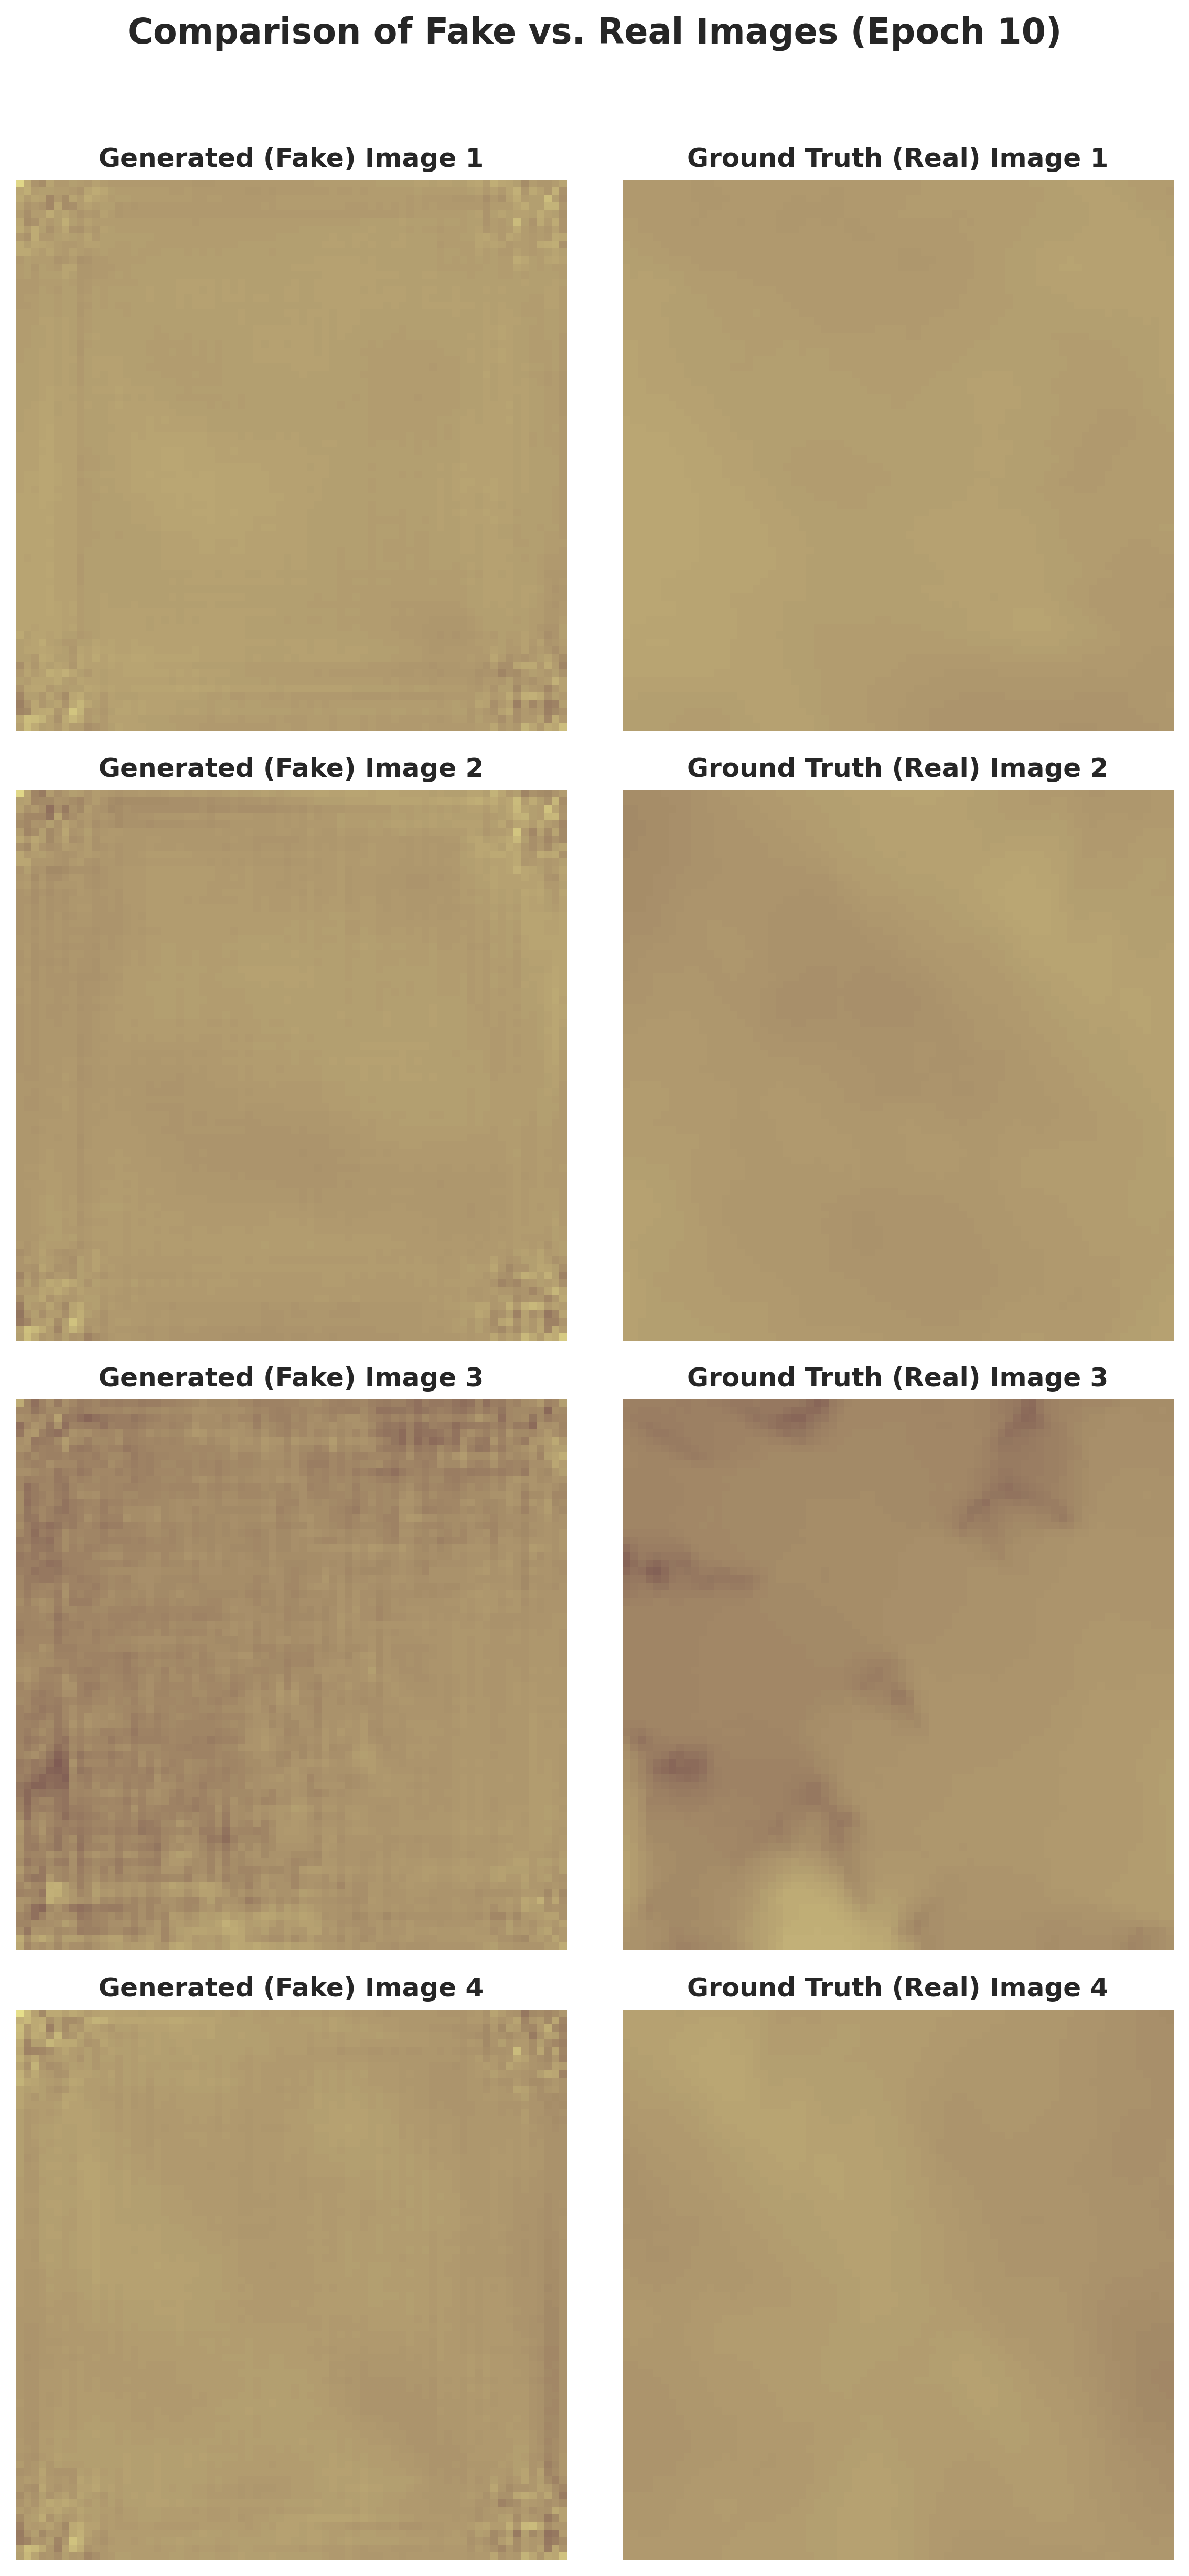 Comparison of Fake vs. Real Images (Epoch 10)
Generated (Fake) Image 1
Ground Truth (Real) Image 1
Generated (Fake) Image 2
Ground Truth (Real) Image 2
Generated (Fake) Image 3
Ground Truth (Real) Image 3
Generated (Fake) Image 4
Ground Truth (Real) Image 4